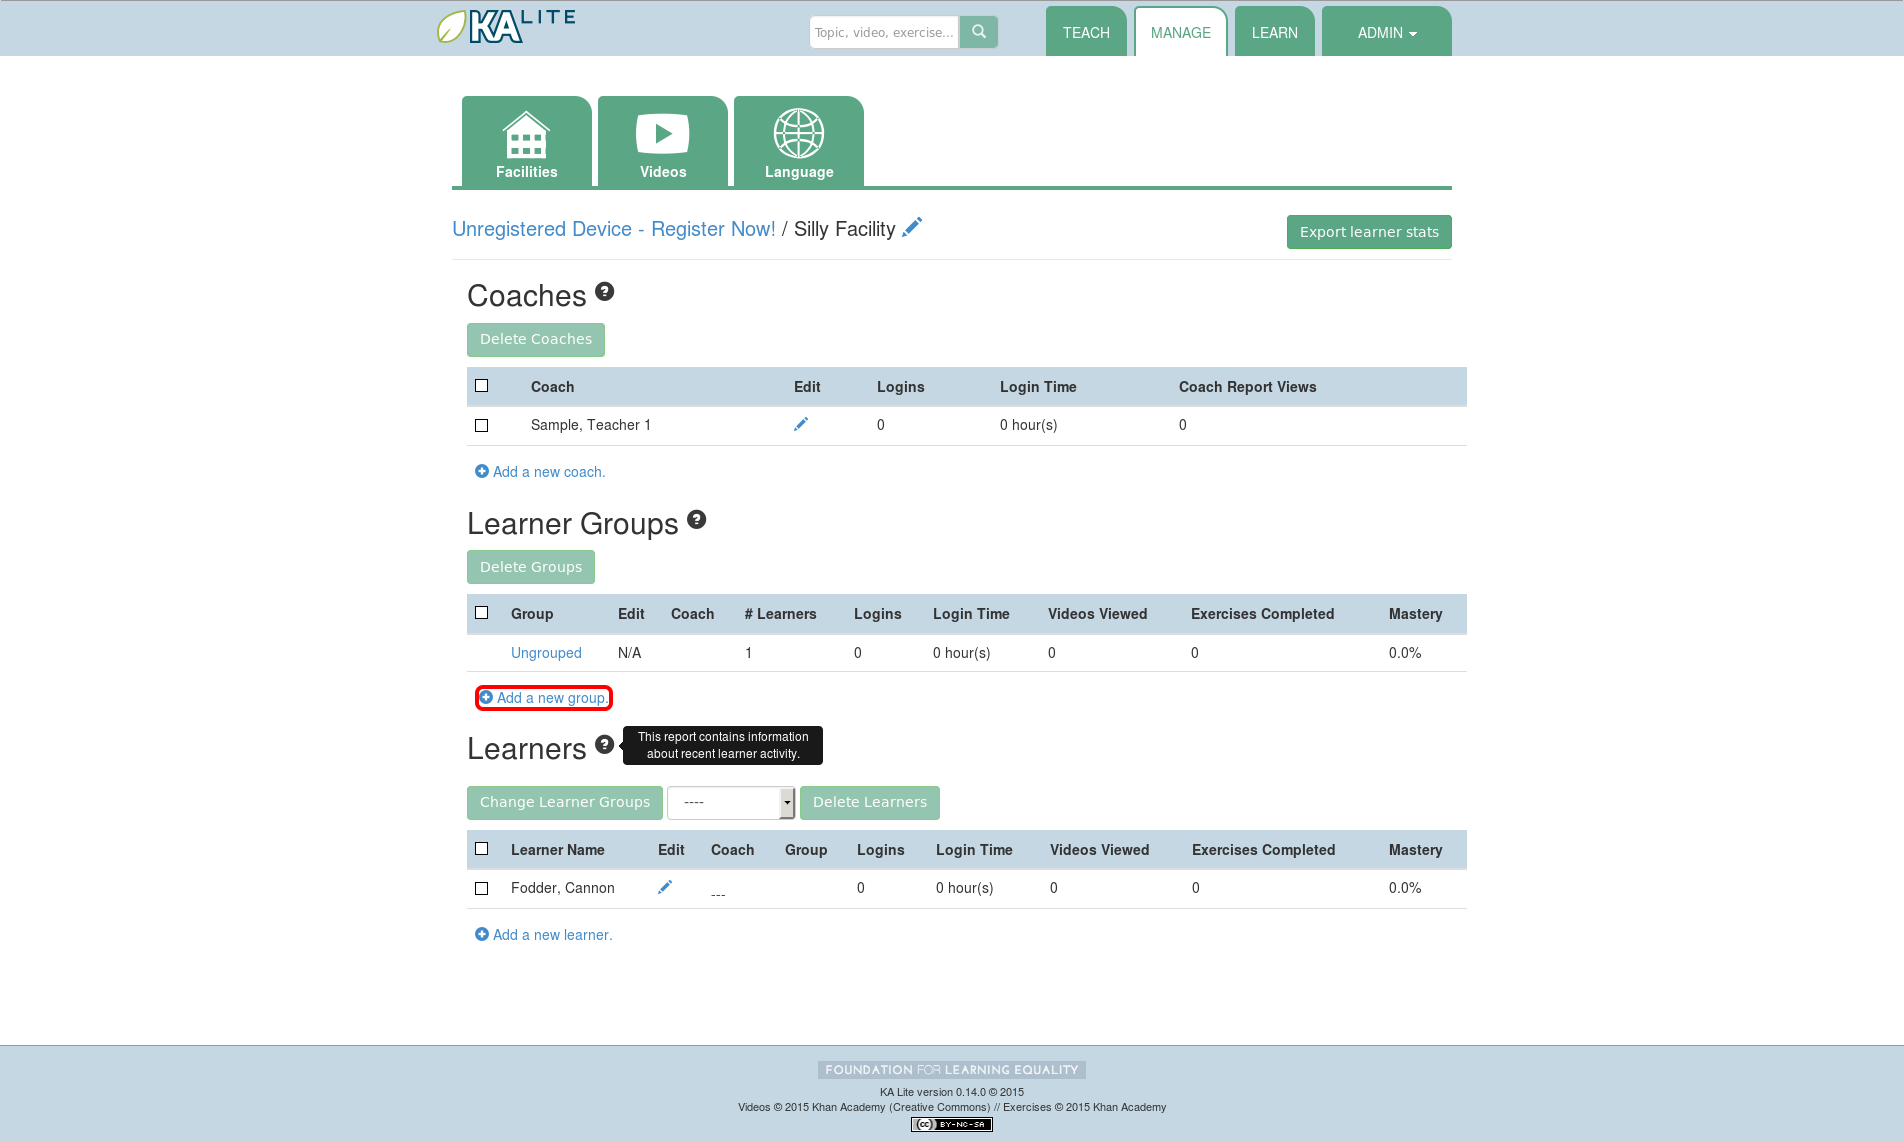 KA LITE
Topic, video, exercise...
TEACH
MANAGE
LEARN
ADMIN
Facilities
Videos
Language
Unregistered Device - Register Now! / Silly Facility
Export learner stats
Coaches ?
Delete Coaches
Coach Edit Logins Login Time Coach Report Views
Sample, Teacher 1 0 0 hour(s) 0
Add a new coach.
Learner Groups ?
Delete Groups
Group Edit Coach # Learners Logins Login Time Videos Viewed Exercises Completed Mastery
Ungrouped N/A 1 0 0 hour(s) 0 0 0.0%
Add a new group.
Learners ?
This report contains information
about recent learner activity.
Change Learner Groups ---- Delete Learners
Learner Name Edit Coach Group Logins Login Time Videos Viewed Exercises Completed Mastery
Fodder, Cannon --- 0 0 hour(s) 0 0 0.0%
Add a new learner.
FOUNDATION FOR LEARNING EQUALITY
KA Lite version 0.14.0 © 2015
Videos © 2015 Khan Academy (Creative Commons) // Exercises © 2015 Khan Academy
cc BY-NC-SA